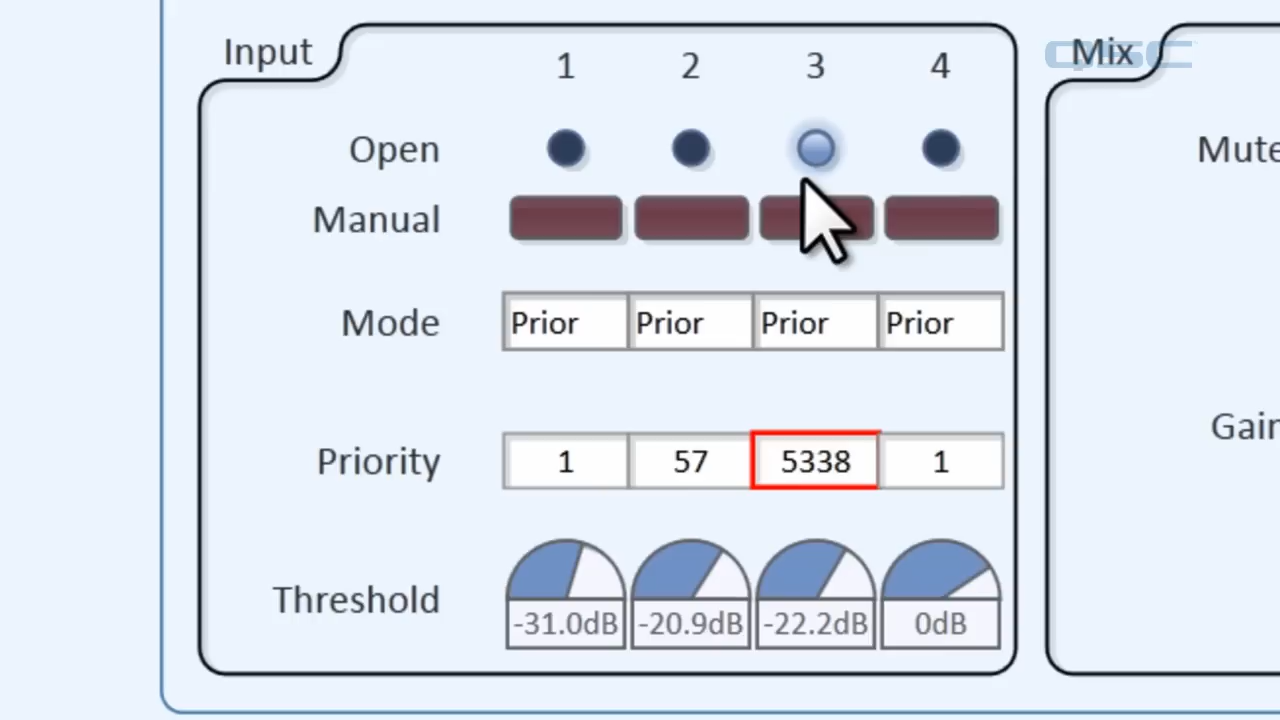 Input 1 2 3 4
QSC
Mix
Open
Mute
Manual
Mode Prior Prior Prior Prior
Gain
Priority 1 57 5338 1
Threshold -31.0dB -20.9dB -22.2dB 0dB